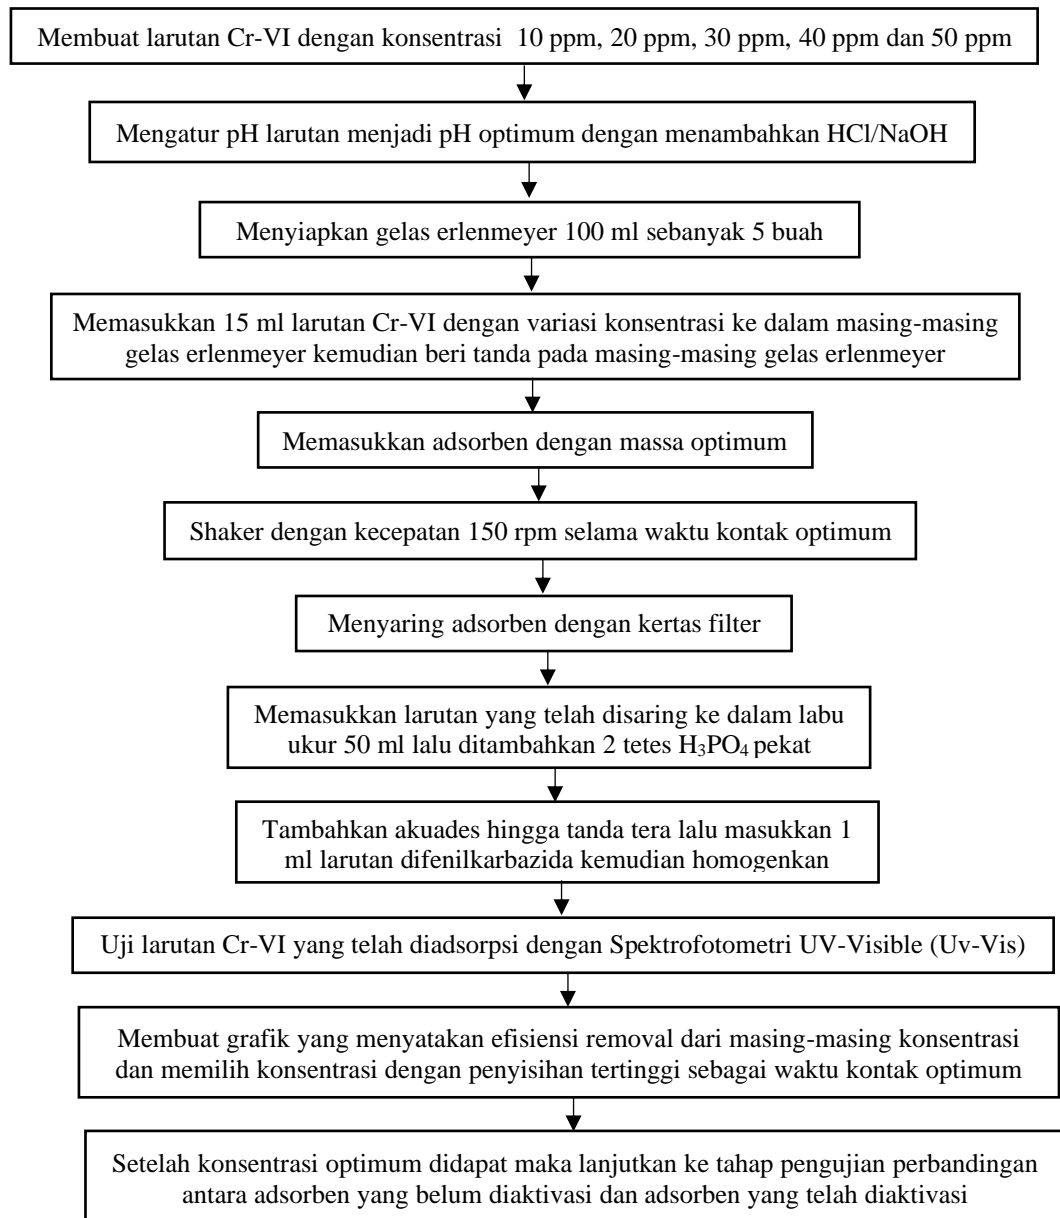 Membuat larutan Cr-VI dengan konsentrasi  10 ppm, 20 ppm, 30 ppm, 40 ppm dan 50 ppm
Mengatur pH larutan menjadi pH optimum dengan menambahkan HCl/NaOH
Menyiapkan gelas erlenmeyer 100 ml sebanyak 5 buah
Memasukkan 15 ml larutan Cr-VI dengan variasi konsentrasi ke dalam masing-masing
gelas erlenmeyer kemudian beri tanda pada masing-masing gelas erlenmeyer
Memasukkan adsorben dengan massa optimum
Shaker dengan kecepatan 150 rpm selama waktu kontak optimum
Menyaring adsorben dengan kertas filter
Memasukkan larutan yang telah disaring ke dalam labu
ukur 50 ml lalu ditambahkan 2 tetes H₃PO₄ pekat
Tambahkan akuades hingga tanda tera lalu masukkan 1
ml larutan difenilkarbazida kemudian homogenkan
Uji larutan Cr-VI yang telah diadsorpsi dengan Spektrofotometri UV-Visible (Uv-Vis)
Membuat grafik yang menyatakan efisiensi removal dari masing-masing konsentrasi
dan memilih konsentrasi dengan penyisihan tertinggi sebagai waktu kontak optimum
Setelah konsentrasi optimum didapat maka lanjutkan ke tahap pengujian perbandingan
antara adsorben yang belum diaktivasi dan adsorben yang telah diaktivasi